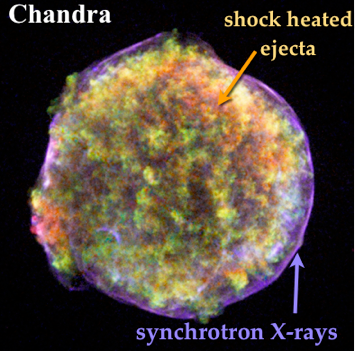 Chandra
shock heated
ejecta
synchrotron X-rays